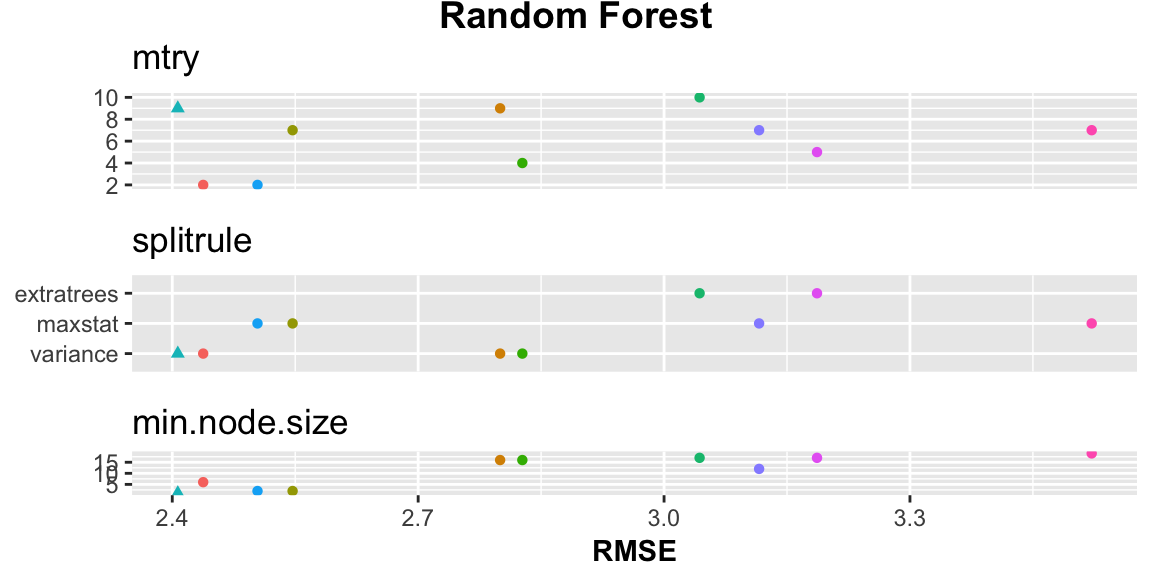 Random Forest
mtry
10
8
6
4
2
splitrule
extratrees
maxstat
variance
min.node.size
15
10
5
2.4 2.7 3.0 3.3
RMSE